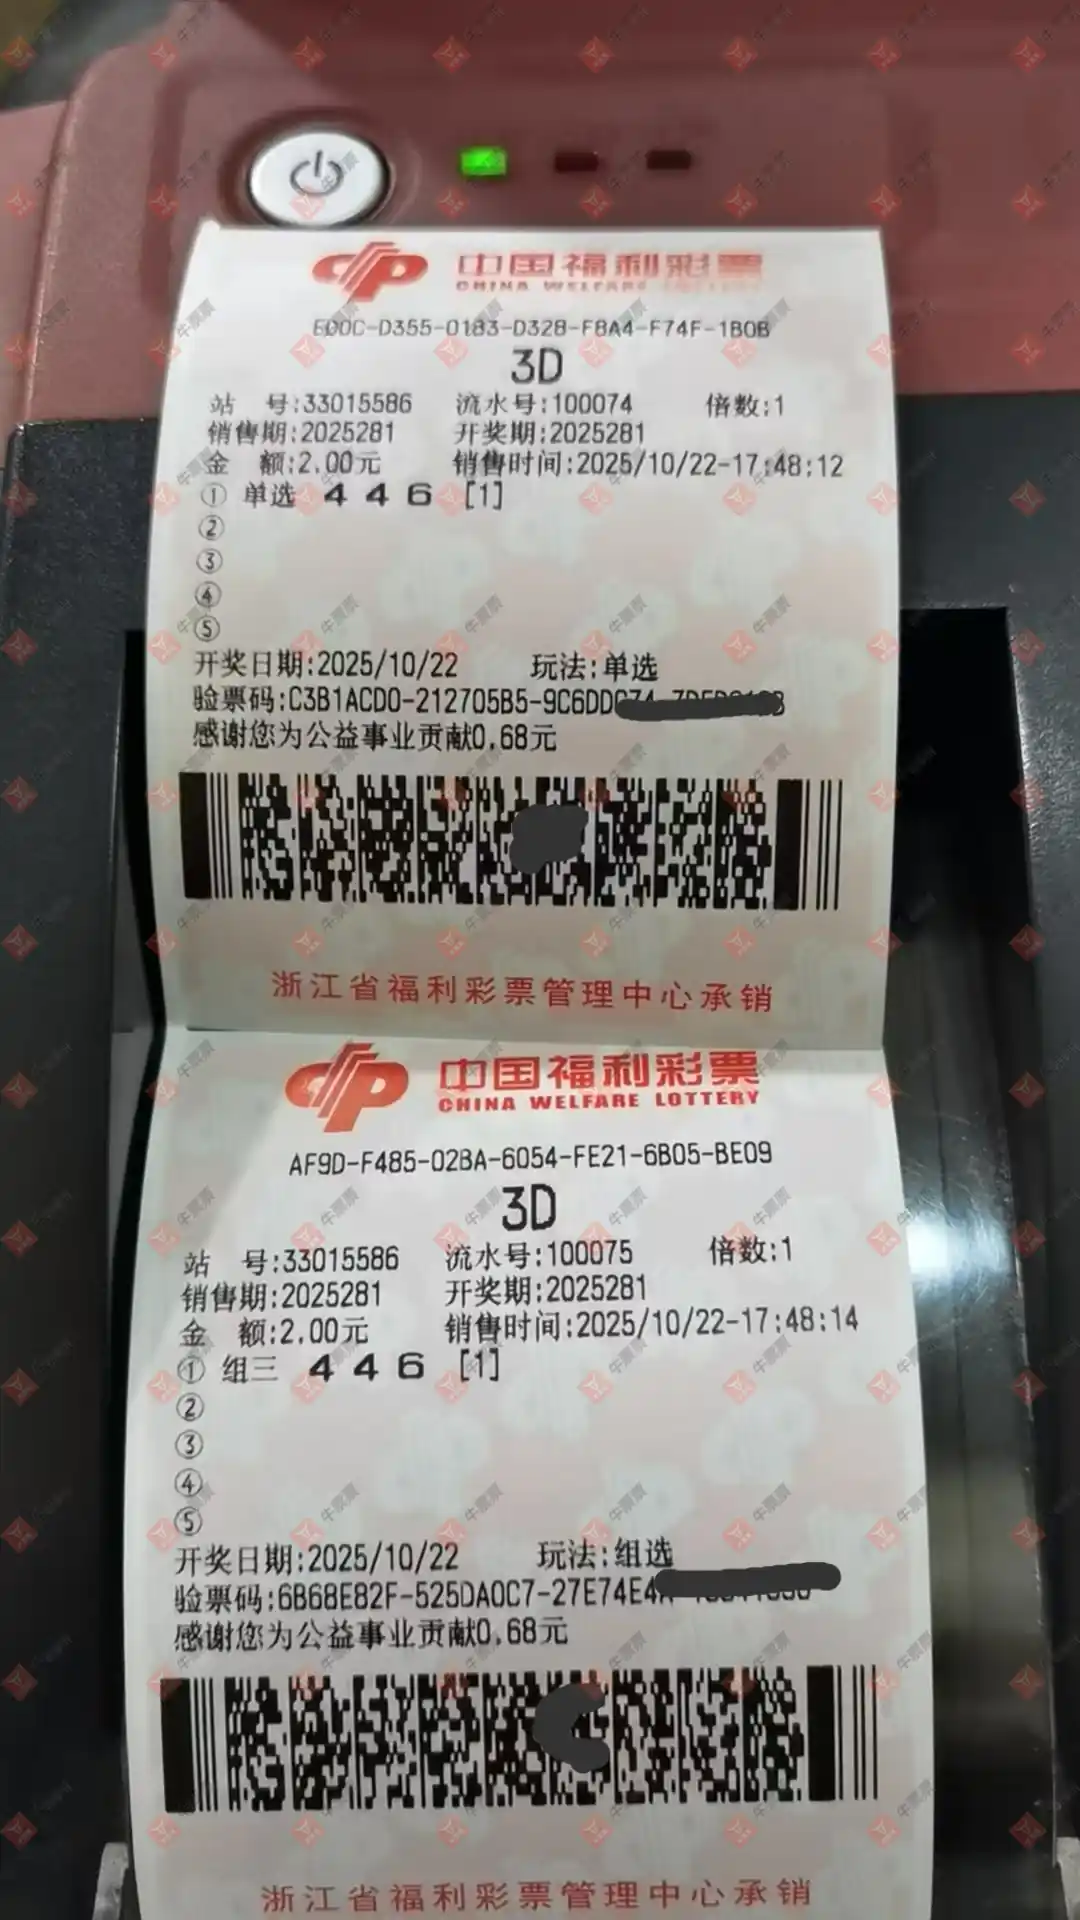 中国福利彩票
CHINA WELFARE LOTTERY
E00C-D355-0183-D328-F8A4-F74F-1B0B
3D
站 号:33015586 流水号:100074 倍数:1
销售期:2025281 开奖期:2025281
金 额:2.00元 销售时间:2025/10/22-17:48:12
① 单选 4 4 6 [1]
②
③
④
⑤
开奖日期:2025/10/22 玩法:单选
验票码:C3B1ACD0-212705B5-9C6DD
感谢您为公益事业贡献0.68元
浙江省福利彩票管理中心承销
中国福利彩票
CHINA WELFARE LOTTERY
AF9D-F485-02BA-6054-FE21-6B05-BE09
3D
站 号:33015586 流水号:100075 倍数:1
销售期:2025281 开奖期:2025281
金 额:2.00元 销售时间:2025/10/22-17:48:14
① 组三 4 4 6 [1]
②
③
④
⑤
开奖日期:2025/10/22 玩法:组选
验票码:6B68E82F-525DA0C7-27E74E4
感谢您为公益事业贡献0.68元
浙江省福利彩票管理中心承销
牛票票